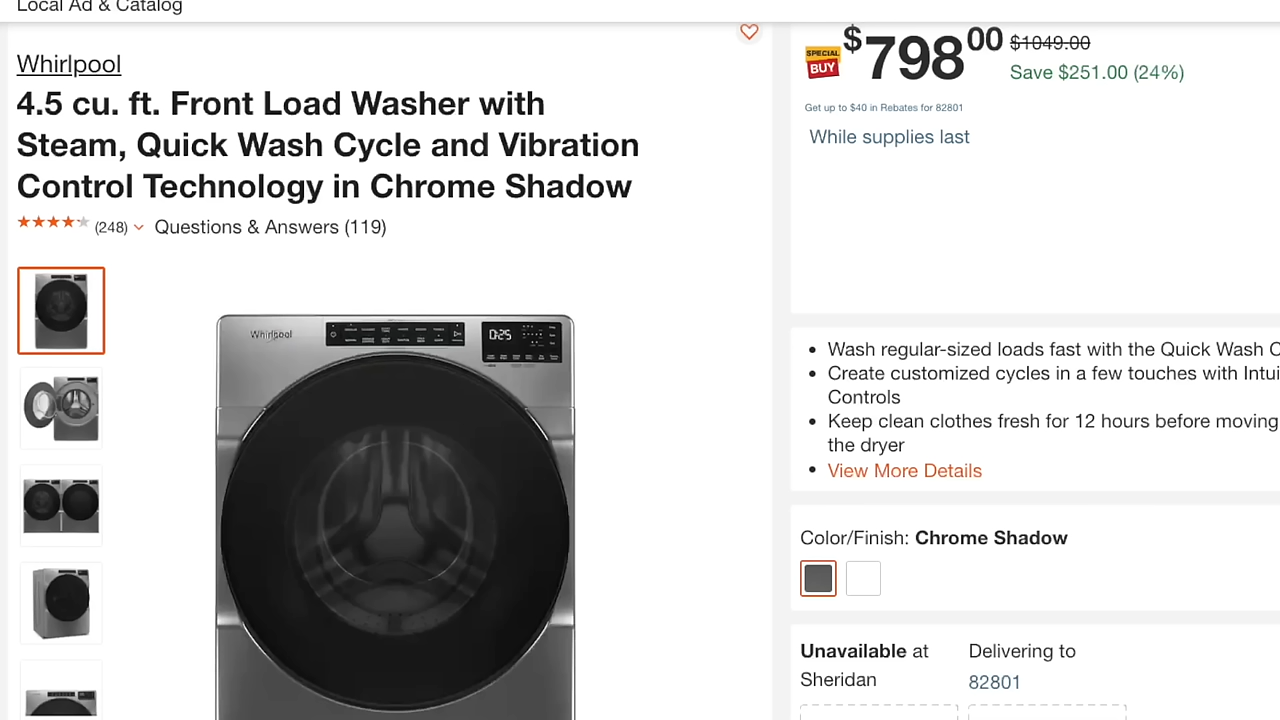 Local Ad & Catalog
Whirlpool
4.5 cu. ft. Front Load Washer with
Steam, Quick Wash Cycle and Vibration
Control Technology in Chrome Shadow
(248) Questions & Answers (119)
Whirlpool
0:25
SPECIAL
BUY
$798.00 $1049.00
Save $251.00 (24%)
Get up to $40 in Rebates for 82801
While supplies last
• Wash regular-sized loads fast with the Quick Wash C
• Create customized cycles in a few touches with Intui
Controls
• Keep clean clothes fresh for 12 hours before moving
the dryer
• View More Details
Color/Finish: Chrome Shadow
Unavailable at
Sheridan
Delivering to
82801